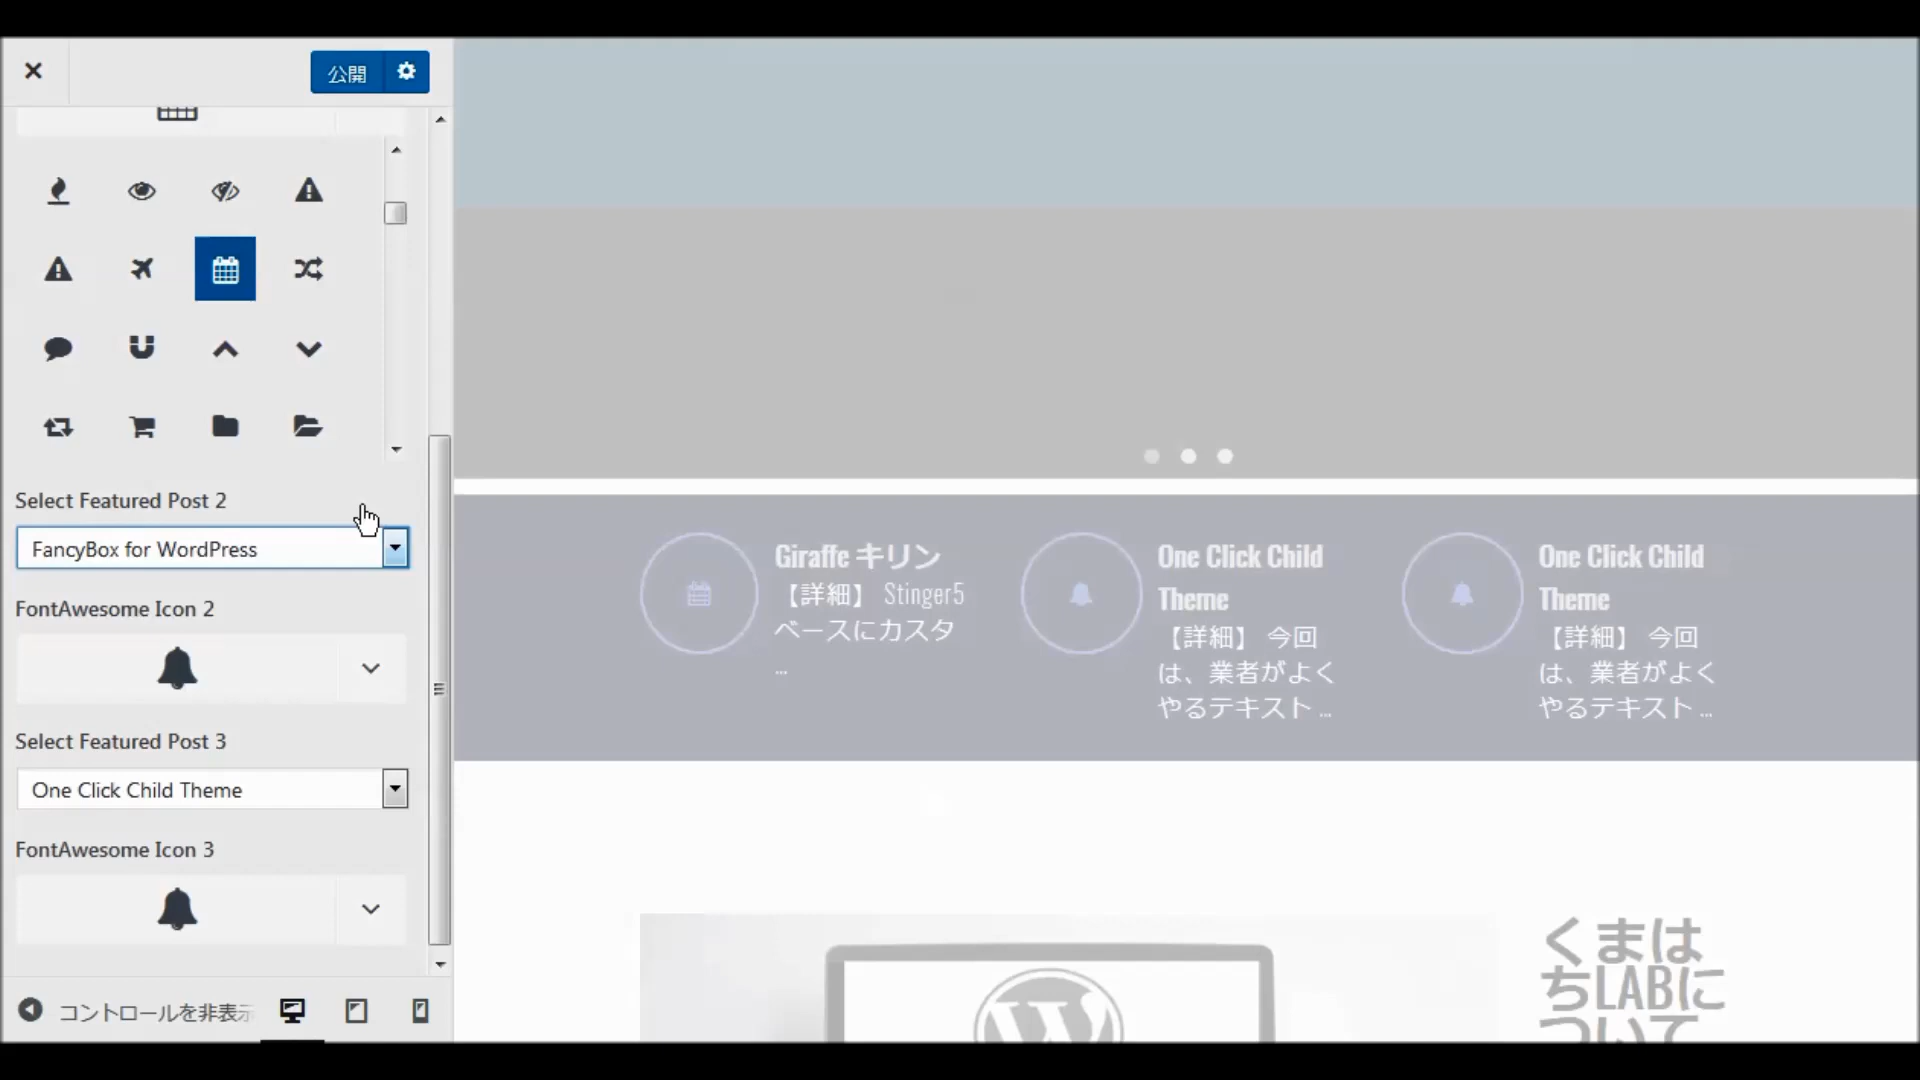 公開
Select Featured Post 2
FancyBox for WordPress
FontAwesome Icon 2
Select Featured Post 3
One Click Child Theme
FontAwesome Icon 3
コントロールを非表示
Giraffe キリン
【詳細】 Stinger5
ベースにカスタ
...
One Click Child
Theme
【詳細】 今回
は、業者がよく
やるテキスト ...
One Click Child
Theme
【詳細】 今回
は、業者がよく
やるテキスト ...
くまは
ちLABに
ついて